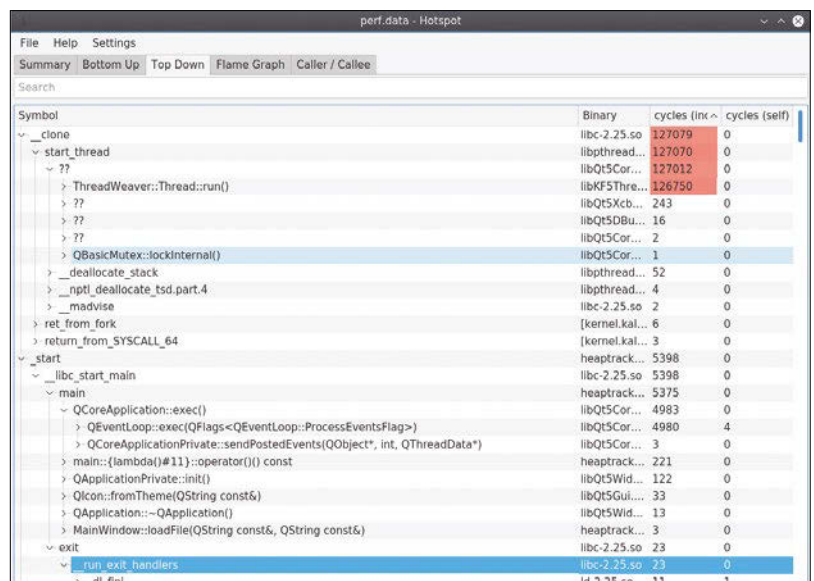 perf.data - Hotspot
File Help Settings
Summary Bottom Up Top Down Flame Graph Caller / Callee
Search
Symbol Binary cycles (inc cycles (self)
__clone libc-2.25.so 127079 0
start_thread libpthread... 127070 0
?? libQt5Cor... 127012 0
ThreadWeaver::Thread::run() libKF5Thre... 126750 0
?? libQt5Xcb... 243 0
?? libQt5DBu... 16 0
?? libQt5Cor... 2 0
QBasicMutex::lockInternal() libQt5Cor... 1 0
__deallocate_stack libpthread... 52 0
__nptl_deallocate_tsd.part.4 libpthread... 4 0
__madvise libc-2.25.so 2 0
ret_from_fork [kernel.kal... 6 0
return_from_SYSCALL_64 [kernel.kal... 3 0
_start heaptrack... 5398 0
__libc_start_main libc-2.25.so 5398 0
main heaptrack... 5375 0
QCoreApplication::exec() libQt5Cor... 4983 0
QEventLoop::exec(QFlags<QEventLoop::ProcessEventsFlag>) libQt5Cor... 4980 4
QCoreApplicationPrivate::sendPostedEvents(QObject*, int, QThreadData*) libQt5Cor... 3 0
main::{lambda()#11}::operator()() const heaptrack... 221 0
QApplicationPrivate::init() libQt5Wid... 122 0
QIcon::fromTheme(QString const&) libQt5Gui.... 33 0
QApplication::~QApplication() libQt5Wid... 13 0
MainWindow::loadFile(QString const&, QString const&) heaptrack... 3 0
exit libc-2.25.so 23 0
__run_exit_handlers libc-2.25.so 23 0
_dl_fini ld-2.25.so 11 1